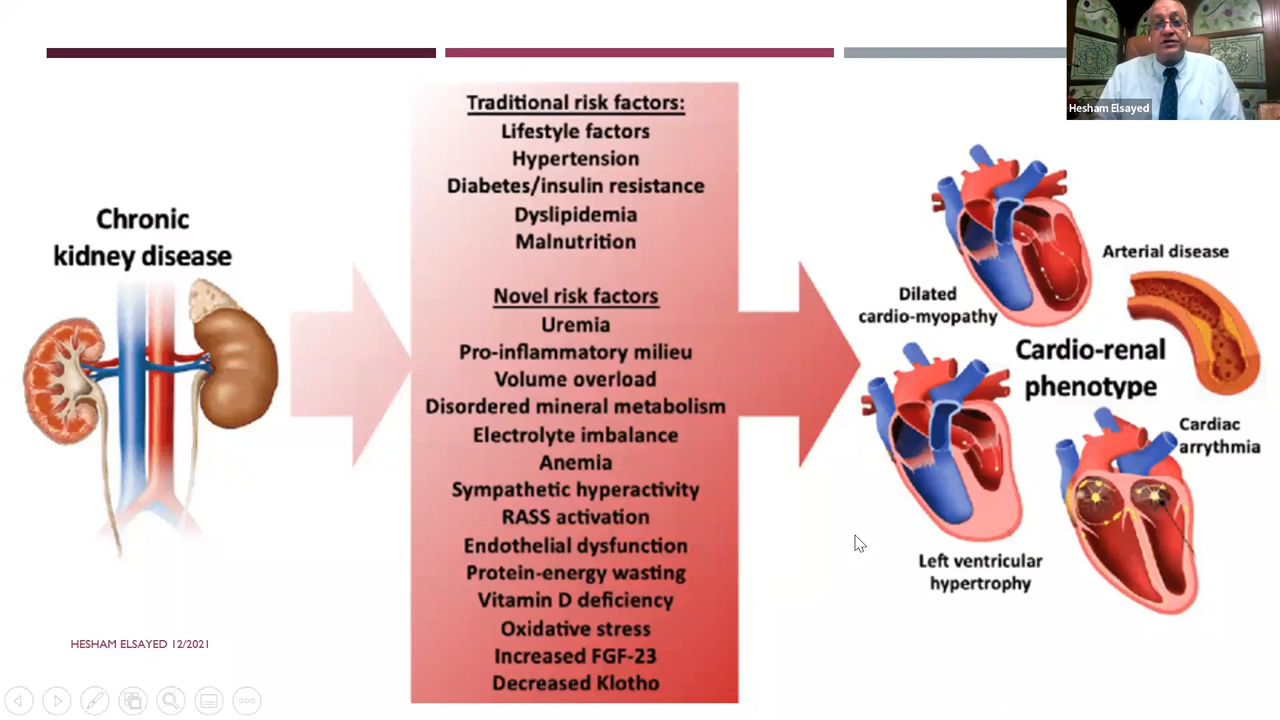 Hesham Elsayed
Chronic
kidney disease
Traditional risk factors:
Lifestyle factors
Hypertension
Diabetes/insulin resistance
Dyslipidemia
Malnutrition
Novel risk factors
Uremia
Pro-inflammatory milieu
Volume overload
Disordered mineral metabolism
Electrolyte imbalance
Anemia
Sympathetic hyperactivity
RASS activation
Endothelial dysfunction
Protein-energy wasting
Vitamin D deficiency
Oxidative stress
Increased FGF-23
Decreased Klotho
Arterial disease
Dilated
cardio-myopathy
Cardio-renal
phenotype
Cardiac
arrythmia
Left ventricular
hypertrophy
HESHAM ELSAYED 12/2021